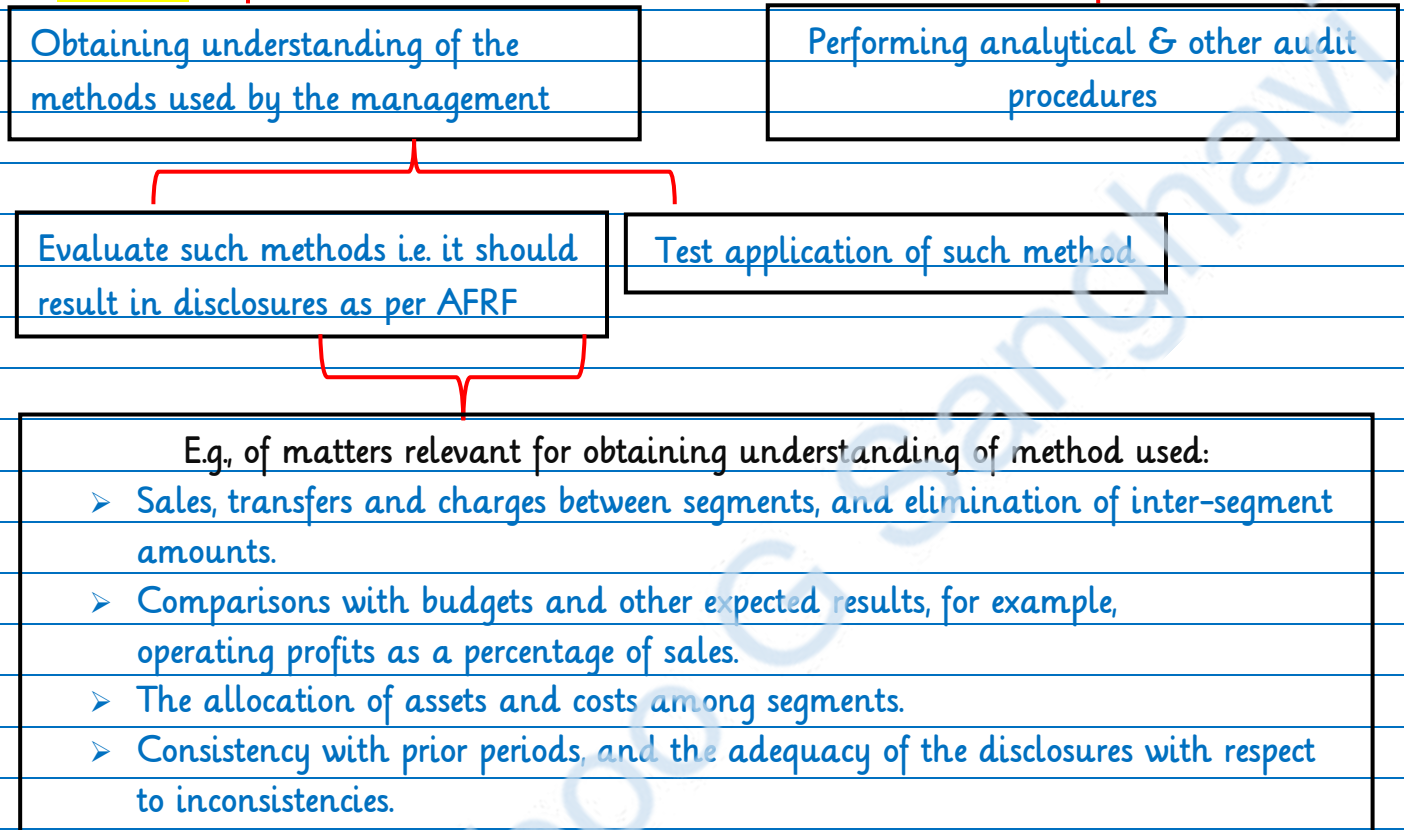 Obtaining understanding of the
methods used by the management
Performing analytical & other audit
procedures
Evaluate such methods i.e. it should
result in disclosures as per AFRF
Test application of such method
E.g., of matters relevant for obtaining understanding of method used:
➢ Sales, transfers and charges between segments, and elimination of inter-segment
amounts.
➢ Comparisons with budgets and other expected results, for example,
operating profits as a percentage of sales.
➢ The allocation of assets and costs among segments.
➢ Consistency with prior periods, and the adequacy of the disclosures with respect
to inconsistencies.
G Sanghavi